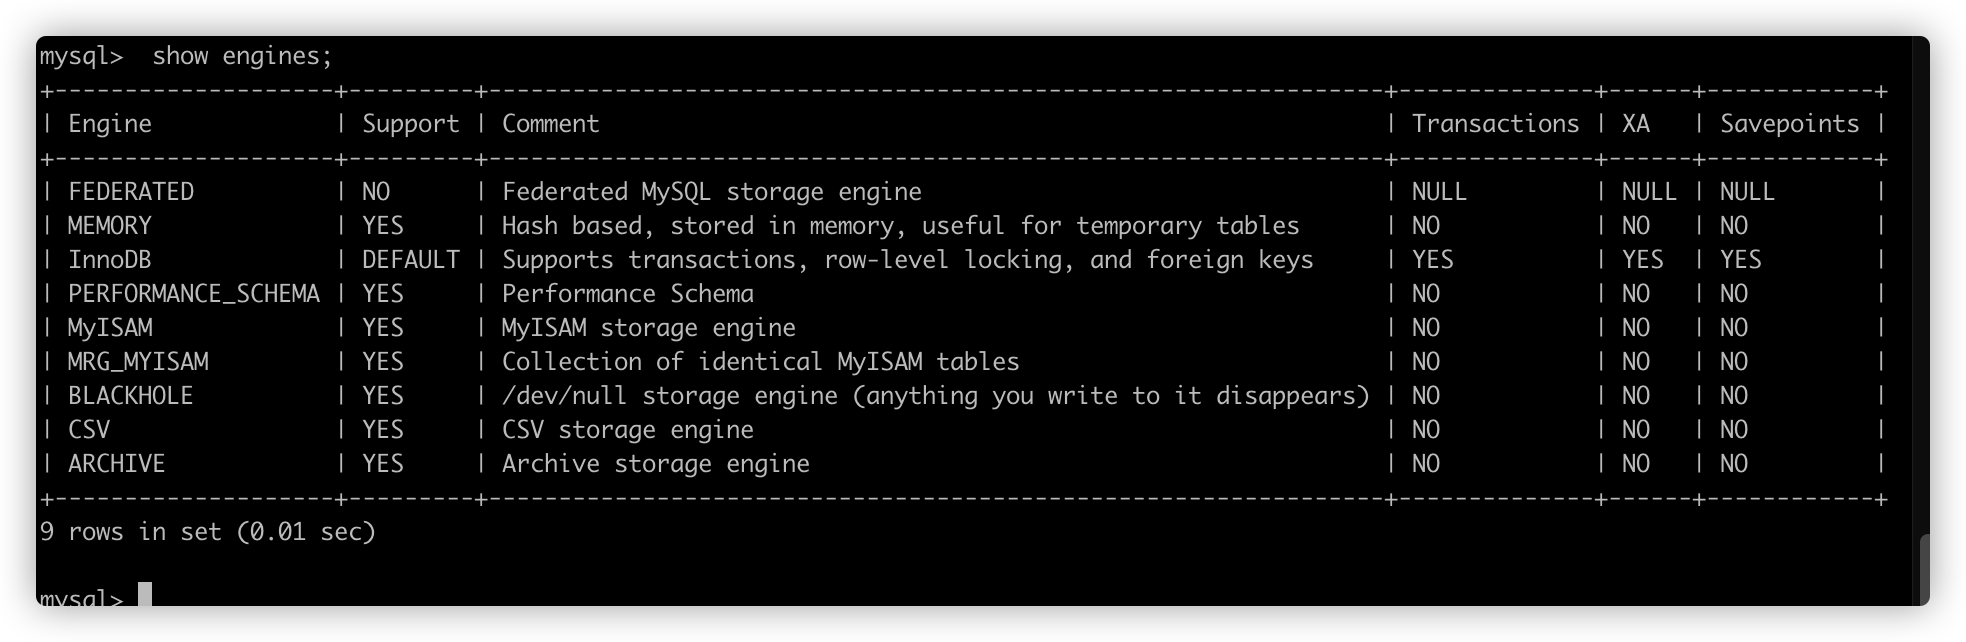 mysql>  show engines;
+--------------------+---------+----------------------------------------------------------------+--------------+------+------------+
| Engine             | Support | Comment                                                        | Transactions | XA   | Savepoints |
+--------------------+---------+----------------------------------------------------------------+--------------+------+------------+
| FEDERATED          | NO      | Federated MySQL storage engine                                 | NULL         | NULL | NULL       |
| MEMORY             | YES     | Hash based, stored in memory, useful for temporary tables      | NO           | NO   | NO         |
| InnoDB             | DEFAULT | Supports transactions, row-level locking, and foreign keys     | YES          | YES  | YES        |
| PERFORMANCE_SCHEMA | YES     | Performance Schema                                             | NO           | NO   | NO         |
| MyISAM             | YES     | MyISAM storage engine                                          | NO           | NO   | NO         |
| MRG_MYISAM         | YES     | Collection of identical MyISAM tables                          | NO           | NO   | NO         |
| BLACKHOLE          | YES     | /dev/null storage engine (anything you write to it disappears) | NO           | NO   | NO         |
| CSV                | YES     | CSV storage engine                                             | NO           | NO   | NO         |
| ARCHIVE            | YES     | Archive storage engine                                         | NO           | NO   | NO         |
+--------------------+---------+----------------------------------------------------------------+--------------+------+------------+
9 rows in set (0.01 sec)
mysql>